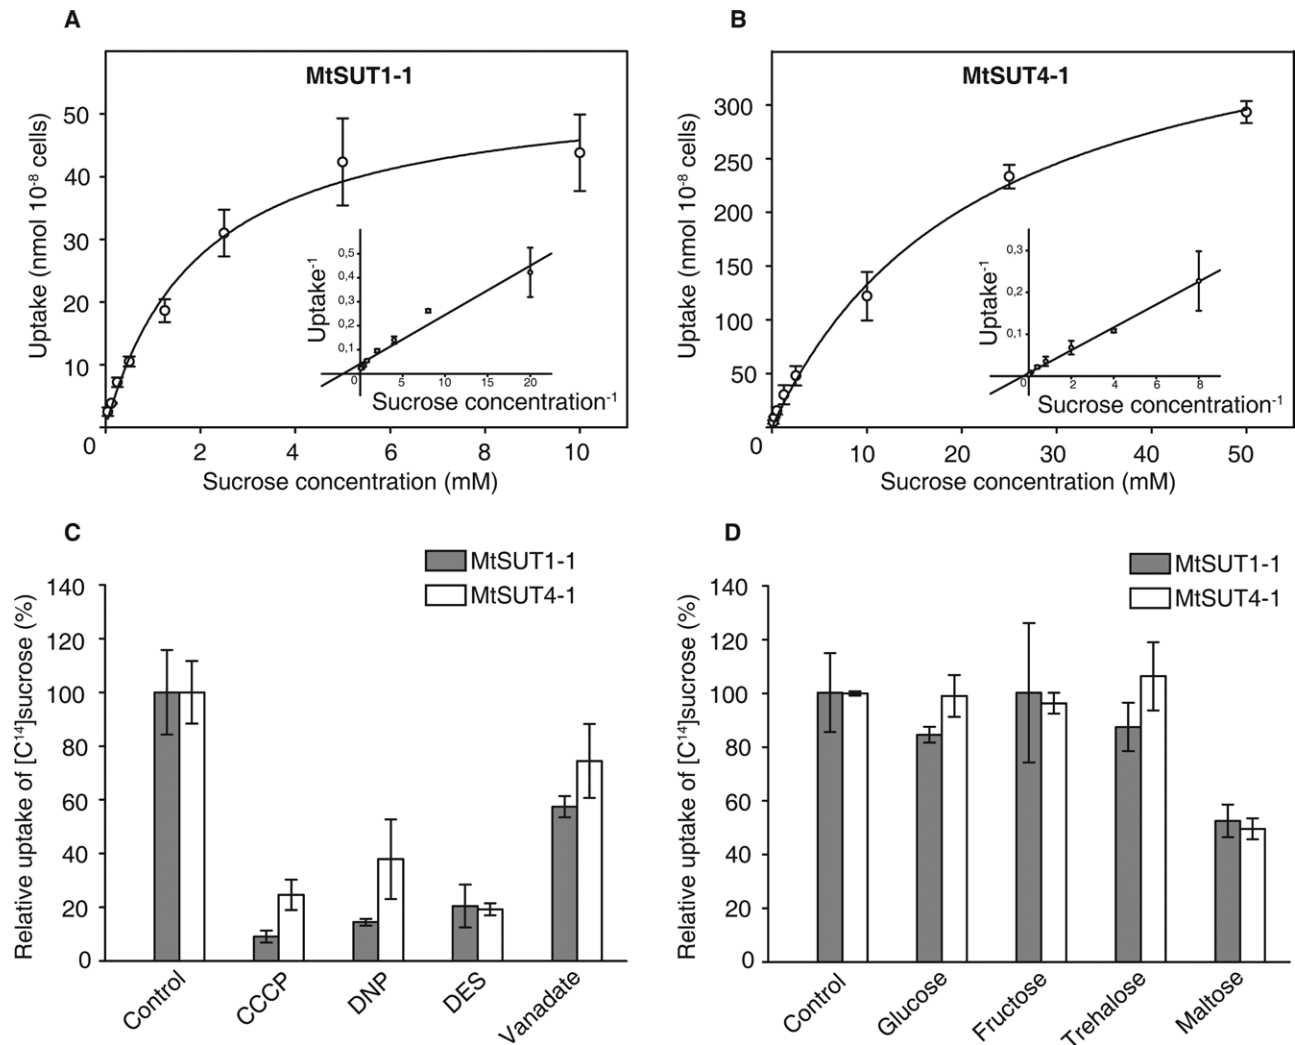 A
MtSUT1-1
Uptake (nmol 10⁻⁸ cells)
50
40
30
20
10
0
2
4
6
8
10
Sucrose concentration (mM)
Uptake⁻¹
0,5
0,4
0,3
0,2
0,1
0
5
10
15
20
Sucrose concentration⁻¹
B
MtSUT4-1
Uptake (nmol 10⁻⁸ cells)
300
250
200
150
100
50
0
10
20
30
40
50
Sucrose concentration (mM)
Uptake⁻¹
0,3
0,2
0,1
0
2
4
6
8
Sucrose concentration⁻¹
C
MtSUT1-1
MtSUT4-1
Relative uptake of [C¹⁴]sucrose (%)
140
120
100
80
60
40
20
0
Control
CCCP
DNP
DES
Vanadate
D
MtSUT1-1
MtSUT4-1
Relative uptake of [C¹⁴]sucrose (%)
140
120
100
80
60
40
20
0
Control
Glucose
Fructose
Trehalose
Maltose